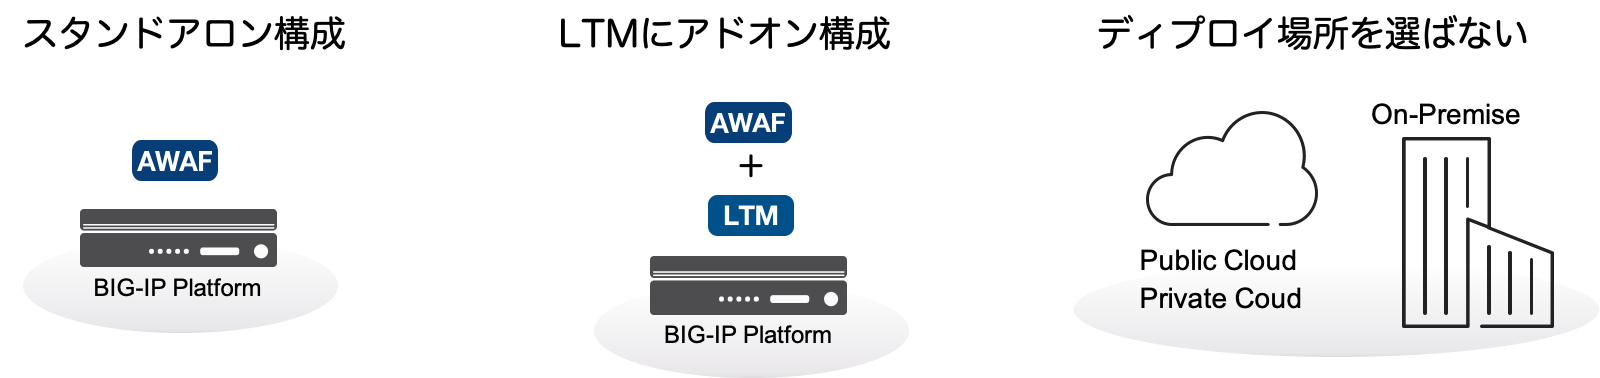 スタンドアロン構成
AWAF
BIG-IP Platform
LTMにアドオン構成
AWAF
+
LTM
BIG-IP Platform
ディプロイ場所を選ばない
On-Premise
Public Cloud
Private Coud